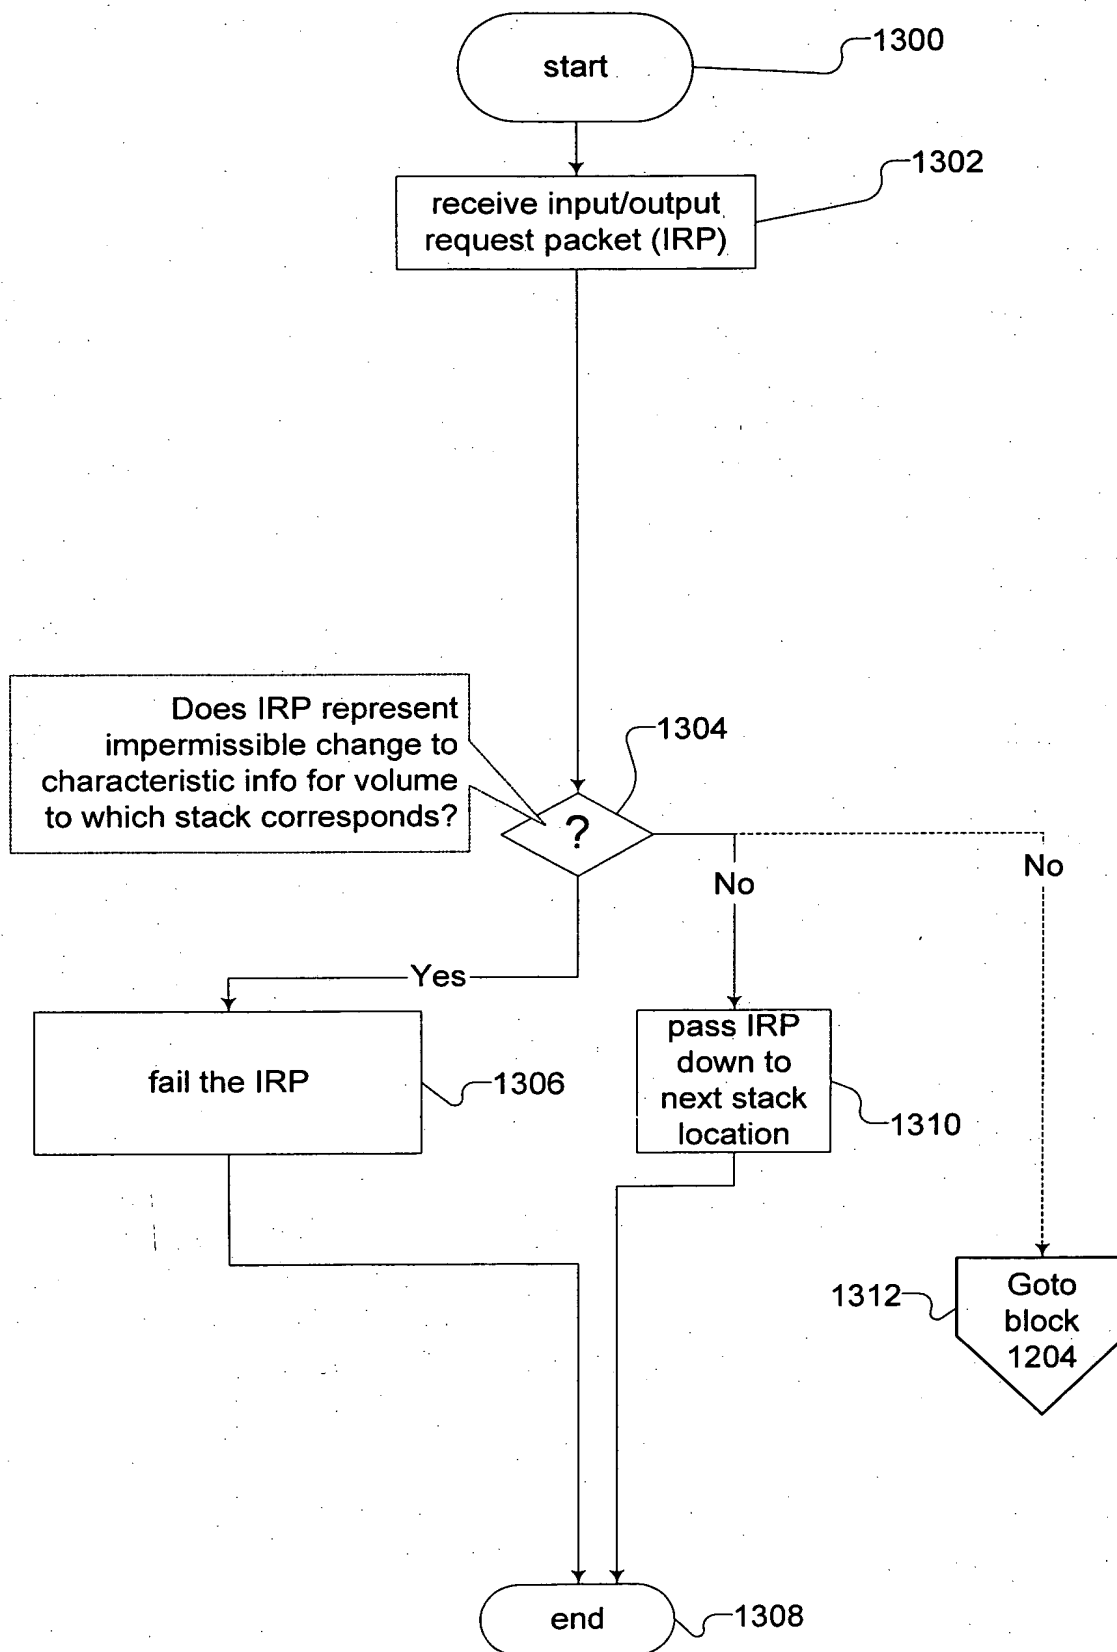 start
1300
receive input/output
request packet (IRP)
1302
Does IRP represent
impermissible change to
characteristic info for volume
to which stack corresponds?
1304
?
No
No
Yes
fail the IRP
1306
pass IRP
down to
next stack
location
1310
1312
Goto
block
1204
end
1308